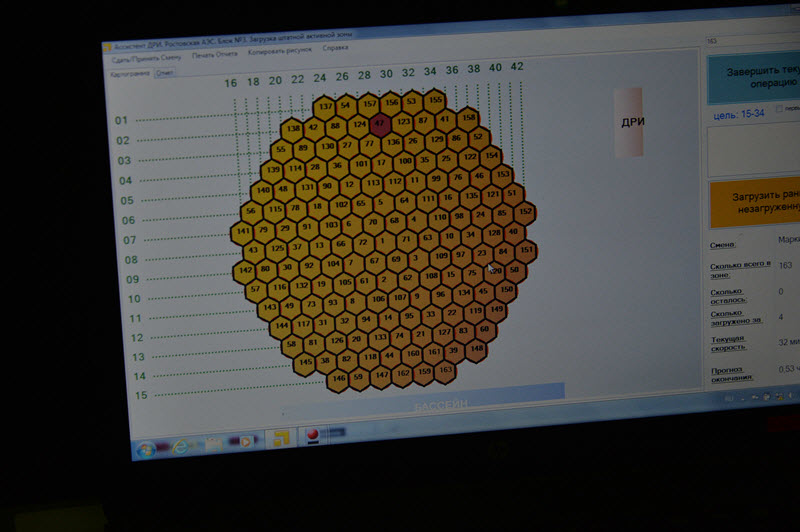 Ассистент ДРИ. Ростовская АЭС. Блок №3. Загрузка штатной активной зоны
Сдать/Принять Смену Печать Отчета Копировать рисунок Справка
Картограмма Отчет
16 18 20 22 24 26 28 30 32 34 36 38 40 42
01 137 54 157 156 53 155
02 138 42 88 124 47 123 87 41 158
03 55 89 130 27 77 136 26 129 86 52
04 139 114 28 36 101 17 100 35 25 122 154
05 140 48 131 90 12 113 112 11 99 76 46 153
06 56 115 78 18 102 65 5 64 111 16 135 121 51
07 141 79 29 91 103 6 70 68 4 110 98 24 85 152
08 43 125 37 13 66 72 1 71 63 10 34 128 40
09 142 80 30 92 104 7 67 69 3 109 97 23 84 151
10 57 116 132 19 105 61 2 62 108 15 75 120 50
11 143 49 73 93 8 106 107 9 96 134 45 150
12 144 117 31 32 94 14 95 33 22 119 149
13 58 81 126 20 133 74 21 127 83 60
14 145 38 82 118 44 160 161 39 148
15 146 59 147 162 159 163
БАССЕЙН
ДРИ
163
Завершить теку
операцию
цель: 15-34
перев
Загрузить ран
незагруженну
Смена: Марки
Сколько всего в
зоне: 163
Сколько
осталось: 0
Сколько
загружено за 4
Текущая
скорость 32 ми
Прогноз
окончания: 0.53 ч
RU